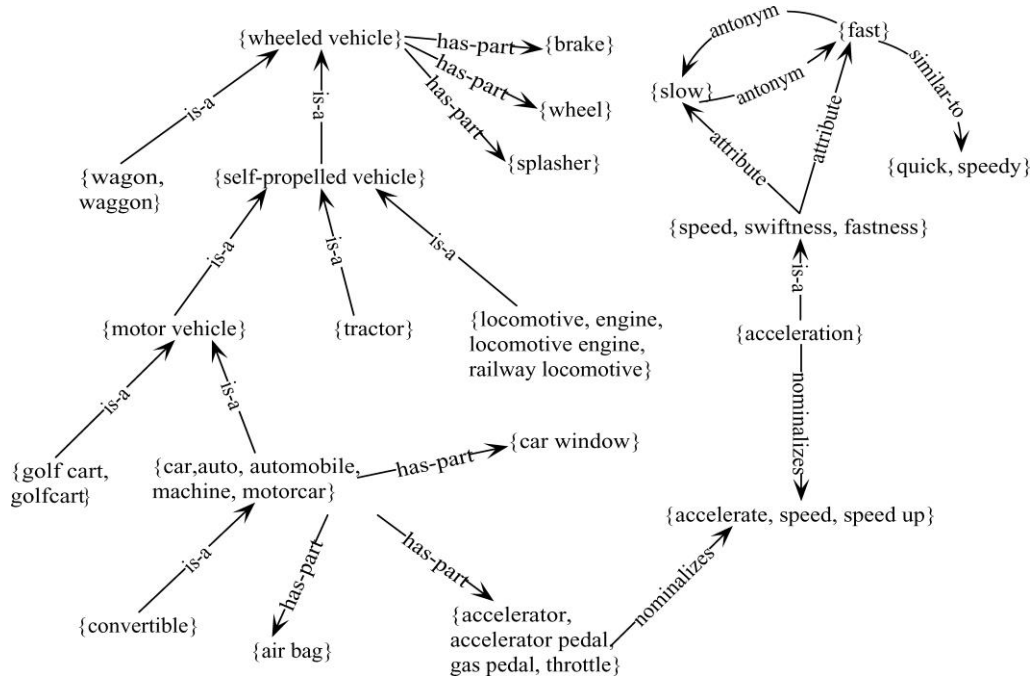 {wheeled vehicle}
has-part
{brake}
has-part
{wheel}
has-part
{splasher}
is-a
is-a
{wagon,
waggon}
{self-propelled vehicle}
is-a
is-a
is-a
{motor vehicle}
{tractor}
{locomotive, engine,
locomotive engine,
railway locomotive}
is-a
is-a
{golf cart,
golfcart}
{car,auto, automobile,
machine, motorcar}
has-part
{car window}
is-a
has-part
has-part
{convertible}
{air bag}
{accelerator,
accelerator pedal,
gas pedal, throttle}
nominalizes
antonym
{fast}
{slow}
antonym
similar-to
{quick, speedy}
attribute
attribute
{speed, swiftness, fastness}
is-a
{acceleration}
nominalizes
{accelerate, speed, speed up}